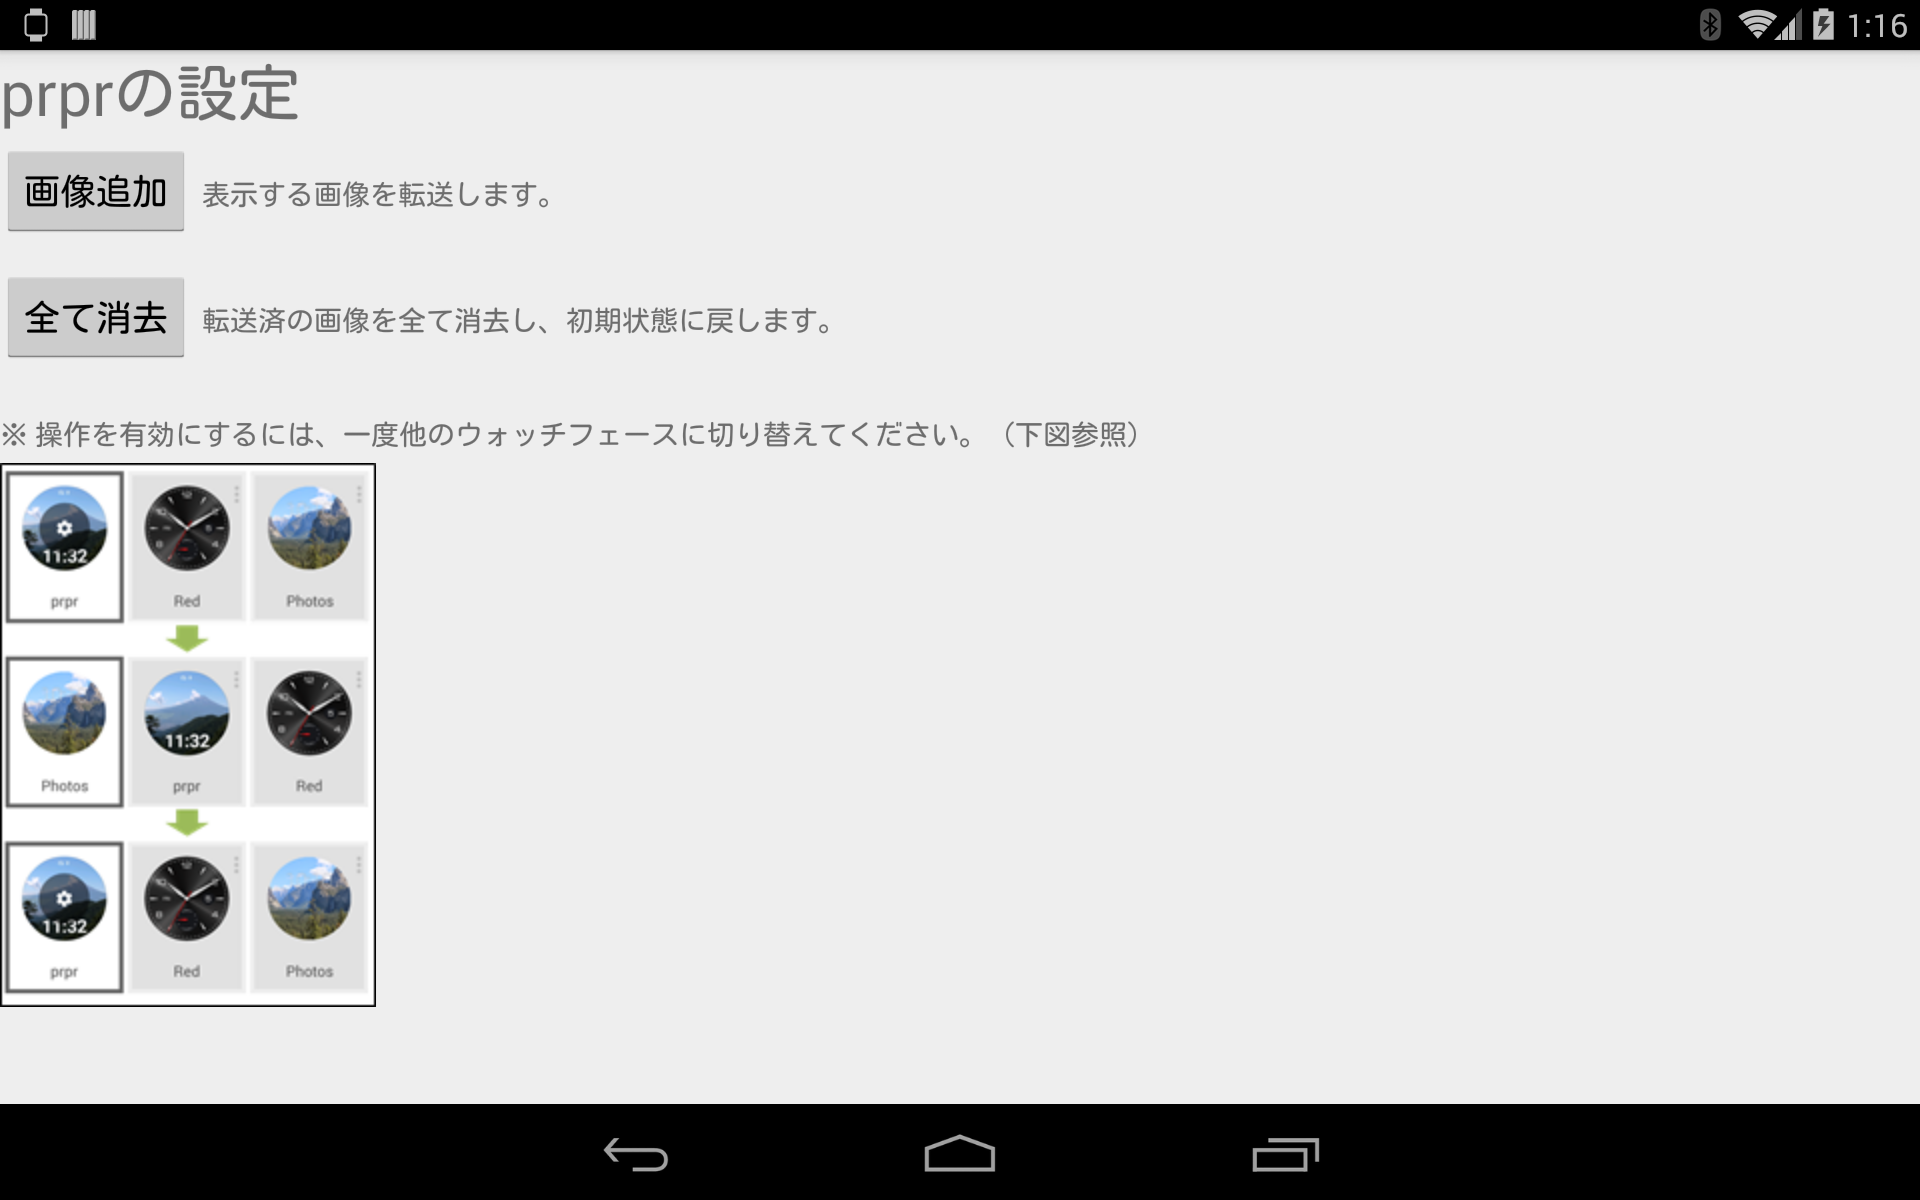 1:16
prprの設定
画像追加 表示する画像を転送します。
全て消去 転送済の画像を全て消去し、初期状態に戻します。
※ 操作を有効にするには、一度他のウォッチフェースに切り替えてください。（下図参照）
11:32
prpr Red Photos
11:32
Photos prpr Red
11:32
prpr Red Photos